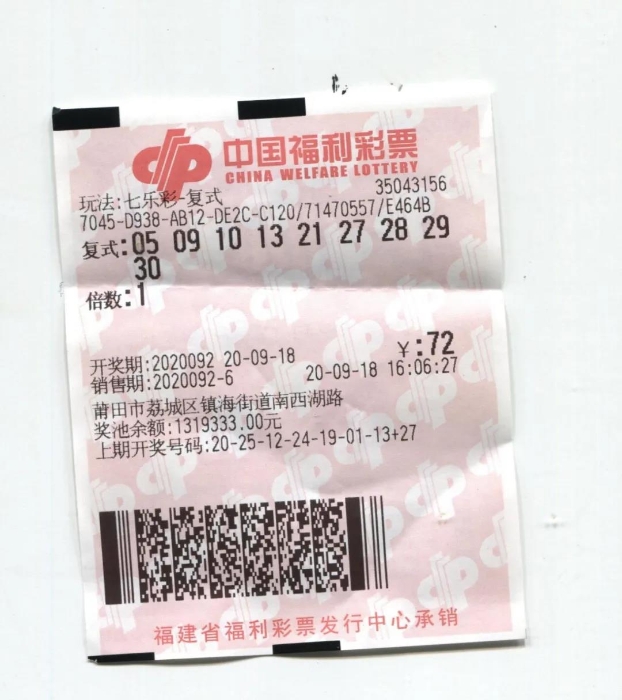 中国福利彩票
CHINA WELFARE LOTTERY
35043156
玩法:七乐彩-复式
7045-D938-AB12-DE2C-C120/71470557/E464B
复式:05 09 10 13 21 27 28 29
30
倍数:1
¥:72
开奖期:2020092 20-09-18
销售期:2020092-6 20-09-18 16:06:27
莆田市荔城区镇海街道南西湖路
奖池余额:1319333.00元
上期开奖号码:20-25-12-24-19-01-13+27
福建省福利彩票发行中心承销